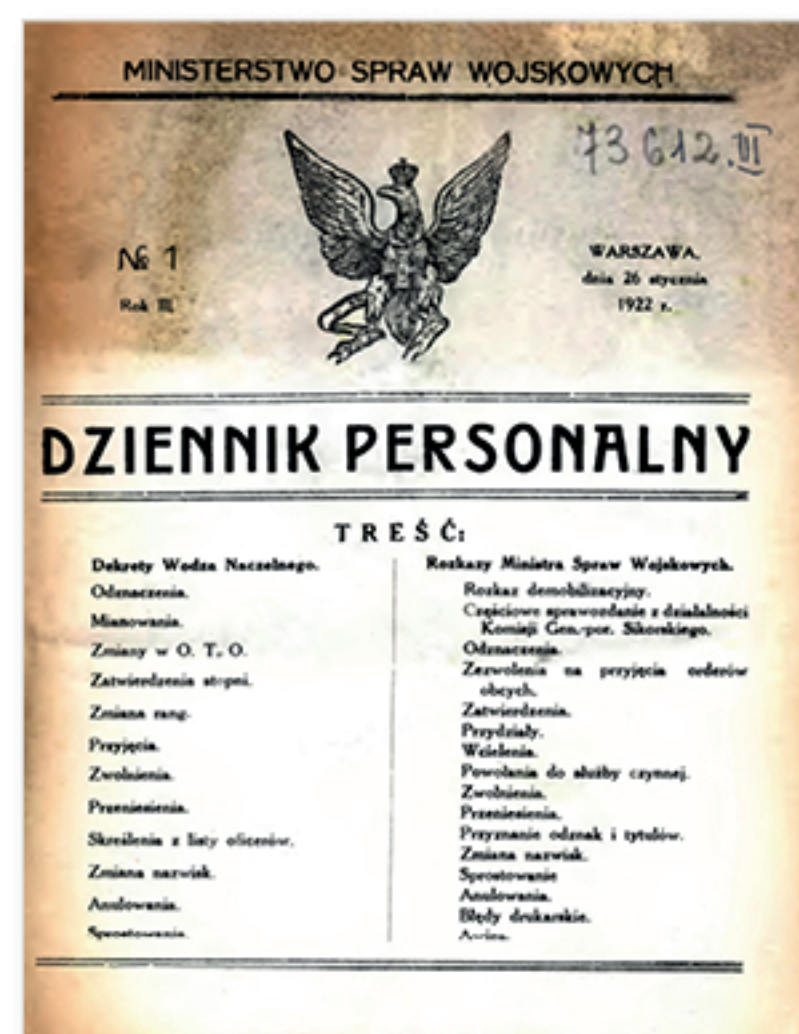 MINISTERSTWO SPRAW WOJSKOWYCH
73612.III
№ 1
Rok III.
WARSZAWA,
dnia 26 stycznia
1922 r.
DZIENNIK PERSONALNY
TREŚĆ:
Dekrety Wodza Naczelnego.
Odznaczenia.
Mianowania.
Zmiany w O. T. O.
Zatwierdzenia stopni.
Zmiana rang.
Przyjęcia.
Zwolnienia.
Przeniesienia.
Skreślenia z listy oficerów.
Zmiana nazwisk.
Anulowania.
Sprostowania.
Rozkazy Ministra Spraw Wojskowych.
Rozkaz demobilizacyjny.
Częściowe sprawozdanie z działalności
Komisji Gen.-por. Sikorskiego.
Odznaczenia.
Zezwolenia na przyjęcia orderów
obcych.
Zatwierdzenia.
Przydziały.
Wcielenia.
Powołania do służby czynnej.
Zwolnienia.
Przeniesienia.
Przyznanie odznak i tytułów.
Zmiana nazwisk.
Sprostowanie
Anulowania.
Błędy drukarskie.